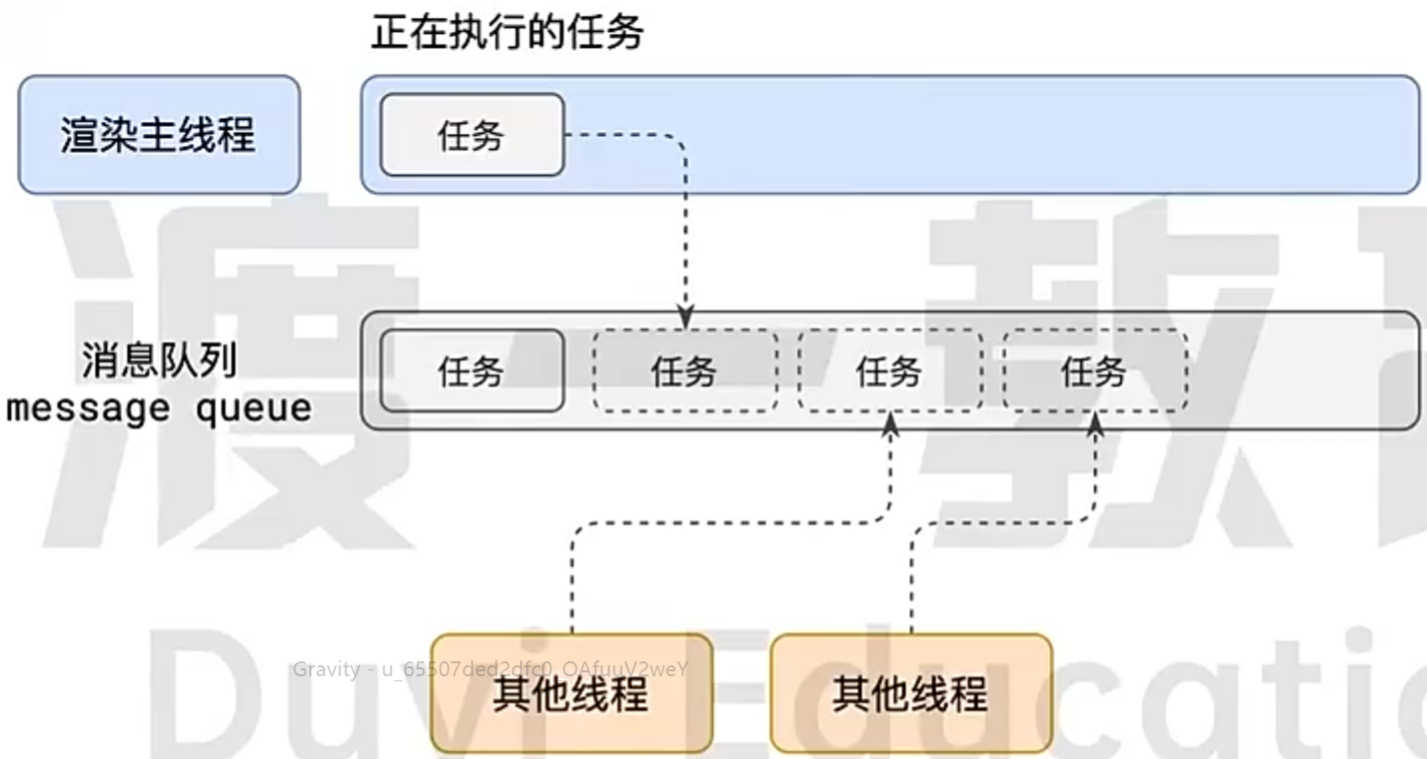 正在执行的任务
渲染主线程
任务
消息队列
message queue
任务
任务
任务
任务
渡一教育
Duyi Educatio
Gravity - u_65507ded2dfc0_OAfuuV2weY
其他线程
其他线程